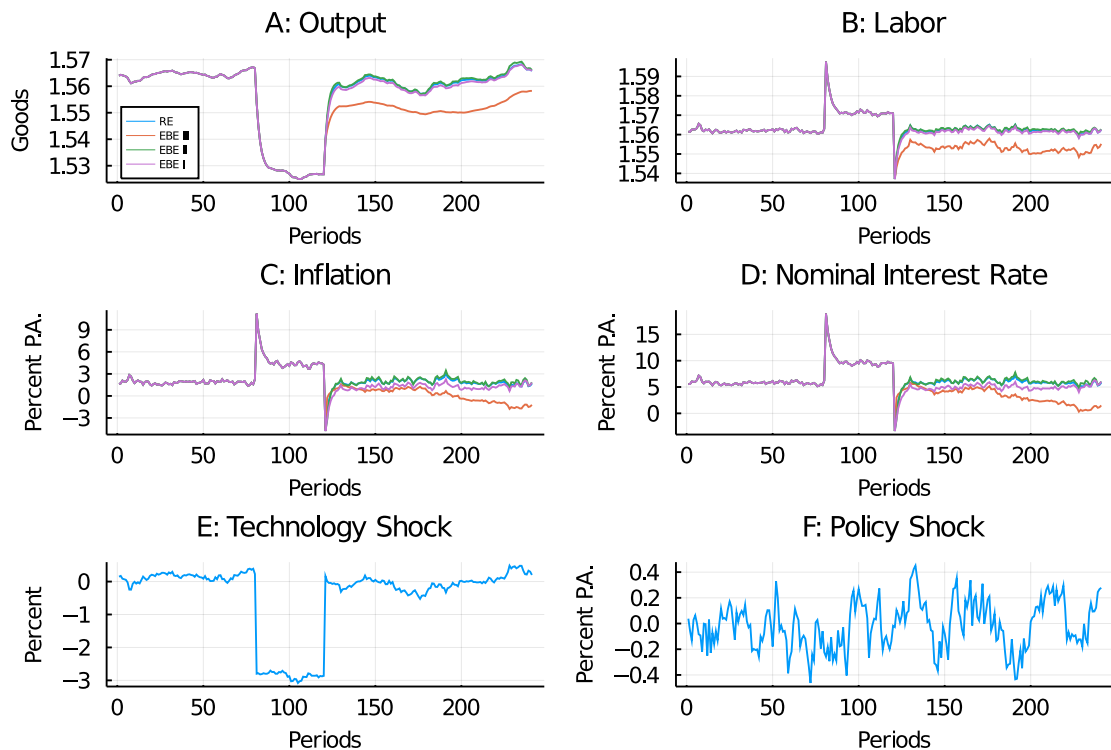 A: Output
Goods
1.57
1.56
1.55
1.54
1.53
RE
EBE III
EBE II
EBE I
0 50 100 150 200
Periods
B: Labor
1.59
1.58
1.57
1.56
1.55
1.54
0 50 100 150 200
Periods
C: Inflation
Percent P.A.
9
6
3
0
−3
0 50 100 150 200
Periods
D: Nominal Interest Rate
Percent P.A.
15
10
5
0
0 50 100 150 200
Periods
E: Technology Shock
Percent
0
−1
−2
−3
0 50 100 150 200
Periods
F: Policy Shock
Percent P.A.
0.4
0.2
0.0
−0.2
−0.4
0 50 100 150 200
Periods